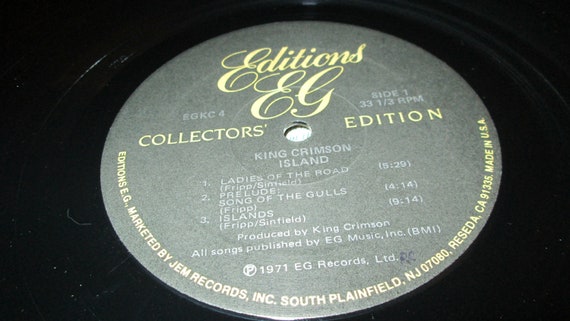 Editions
EG
EGKC 4
SIDE 1
33 1/3 RPM
COLLECTORS' EDITION
KING CRIMSON
ISLAND
1. LADIES OF THE ROAD (5:29)
(Fripp/Sinfield)
2. PRELUDE: (4:14)
SONG OF THE GULLS
(Fripp)
3. ISLANDS (9:14)
(Fripp/Sinfield)
Produced by King Crimson
All songs published by EG Music, Inc. (BMI)
Ⓟ 1971 EG Records, Ltd.
EDITIONS E.G., MARKETED BY JEM RECORDS, INC. SOUTH PLAINFIELD, NJ 07080, RESEDA, CA 91335. MADE IN U.S.A.